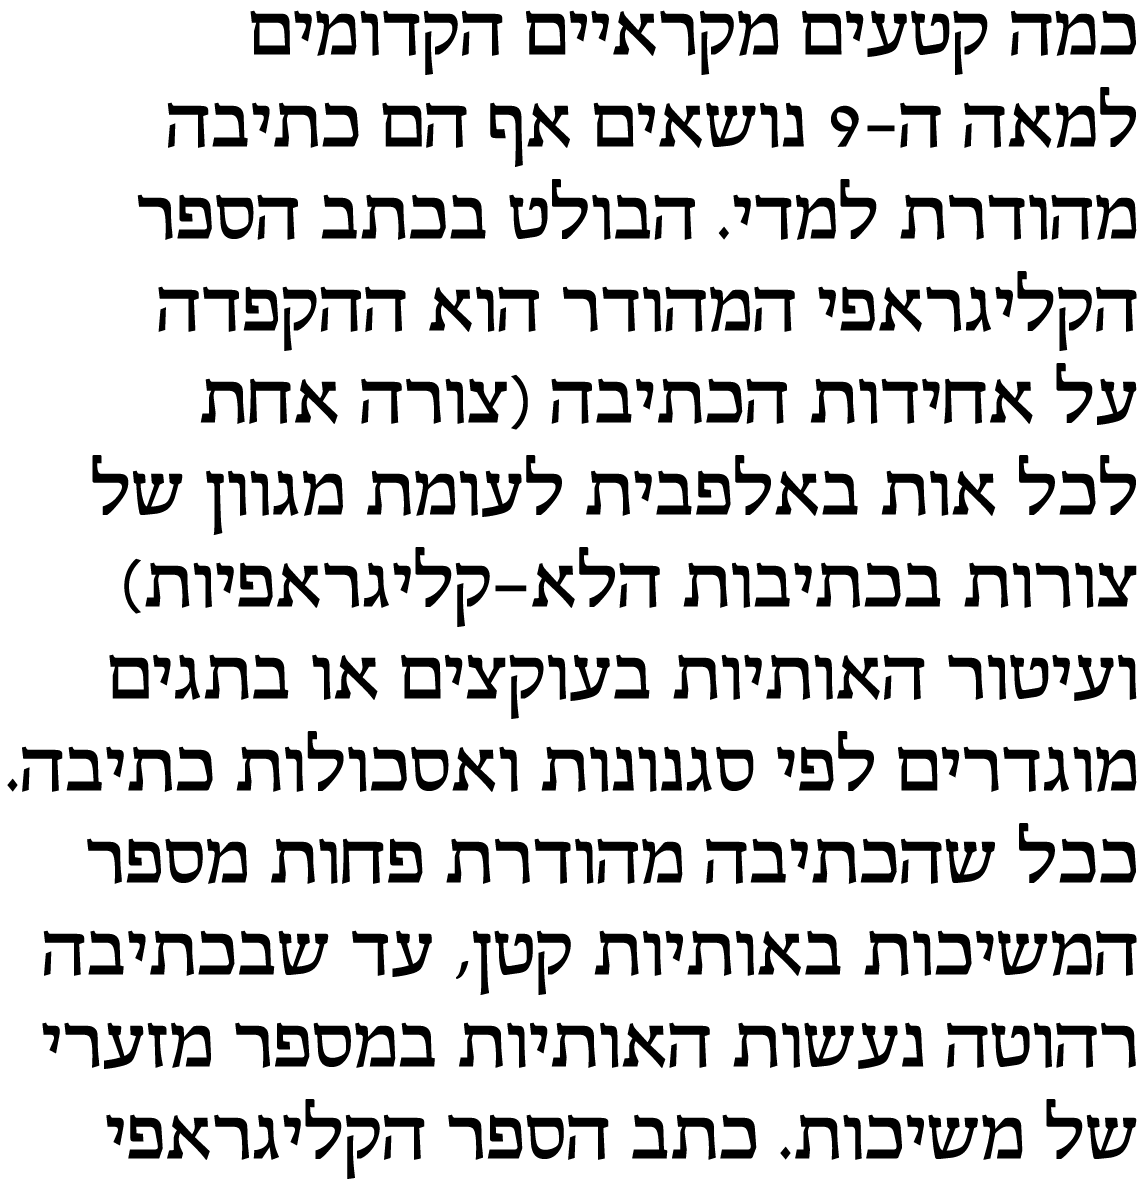 כמה קטעים מקראיים הקדומים
למאה ה-9 נושאים אף הם כתיבה
מהודרת למדי. הבולט בכתב הספר
הקליגראפי המהודר הוא ההקפדה
על אחידות הכתיבה (צורה אחת
לכל אות באלפבית לעומת מגוון של
צורות בכתיבות הלא-קליגראפיות)
ועיטור האותיות בעוקצים או בתגים
מוגדרים לפי סגנונות ואסכולות כתיבה.
ככל שהכתיבה מהודרת פחות מספר
המשיכות באותיות קטן, עד שבכתיבה
רהוטה נעשות האותיות במספר מזערי
של משיכות. כתב הספר הקליגראפי